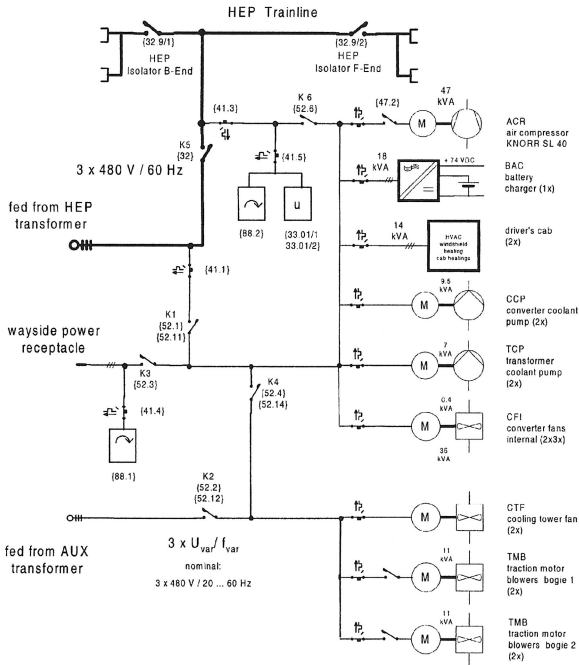 HEP Trainline
{32.9/1}
{32.9/2}
HEP
Isolator B-End
HEP
Isolator F-End
{41.3}
K 6
{52.6}
{47.2}
47
kVA
M
ACR
air compressor
KNORR SL 40
K5
{32}
3 x 480 V / 60 Hz
{41.5}
18
kVA
+ 74 VDC
BAC
battery
charger (1x)
fed from HEP
transformer
u
{88.2}
{33.01/1
33.01/2}
14
kVA
HVAC
windshield
heating
cab heatings
driver's cab
(2x)
{41.1}
9.5
kVA
M
CCP
converter coolant
pump (2x)
K1
{52.1}
{52.11}
wayside power
receptacle
7
kVA
M
TCP
transformer
coolant pump
(2x)
K3
{52.3}
K4
{52.4}
{52.14}
{41.4}
0.4
kVA
M
CFI
converter fans
internal (2x3x)
{88.1}
36
kVA
K2
{52.2}
{52.12}
M
CTF
cooling tower fan
(2x)
fed from AUX
transformer
3 x Uvar/ fvar
nominal:
3 x 480 V / 20 ... 60 Hz
11
kVA
M
TMB
traction motor
blowers bogie 1
(2x)
11
kVA
M
TMB
traction motor
blowers bogie 2
(2x)